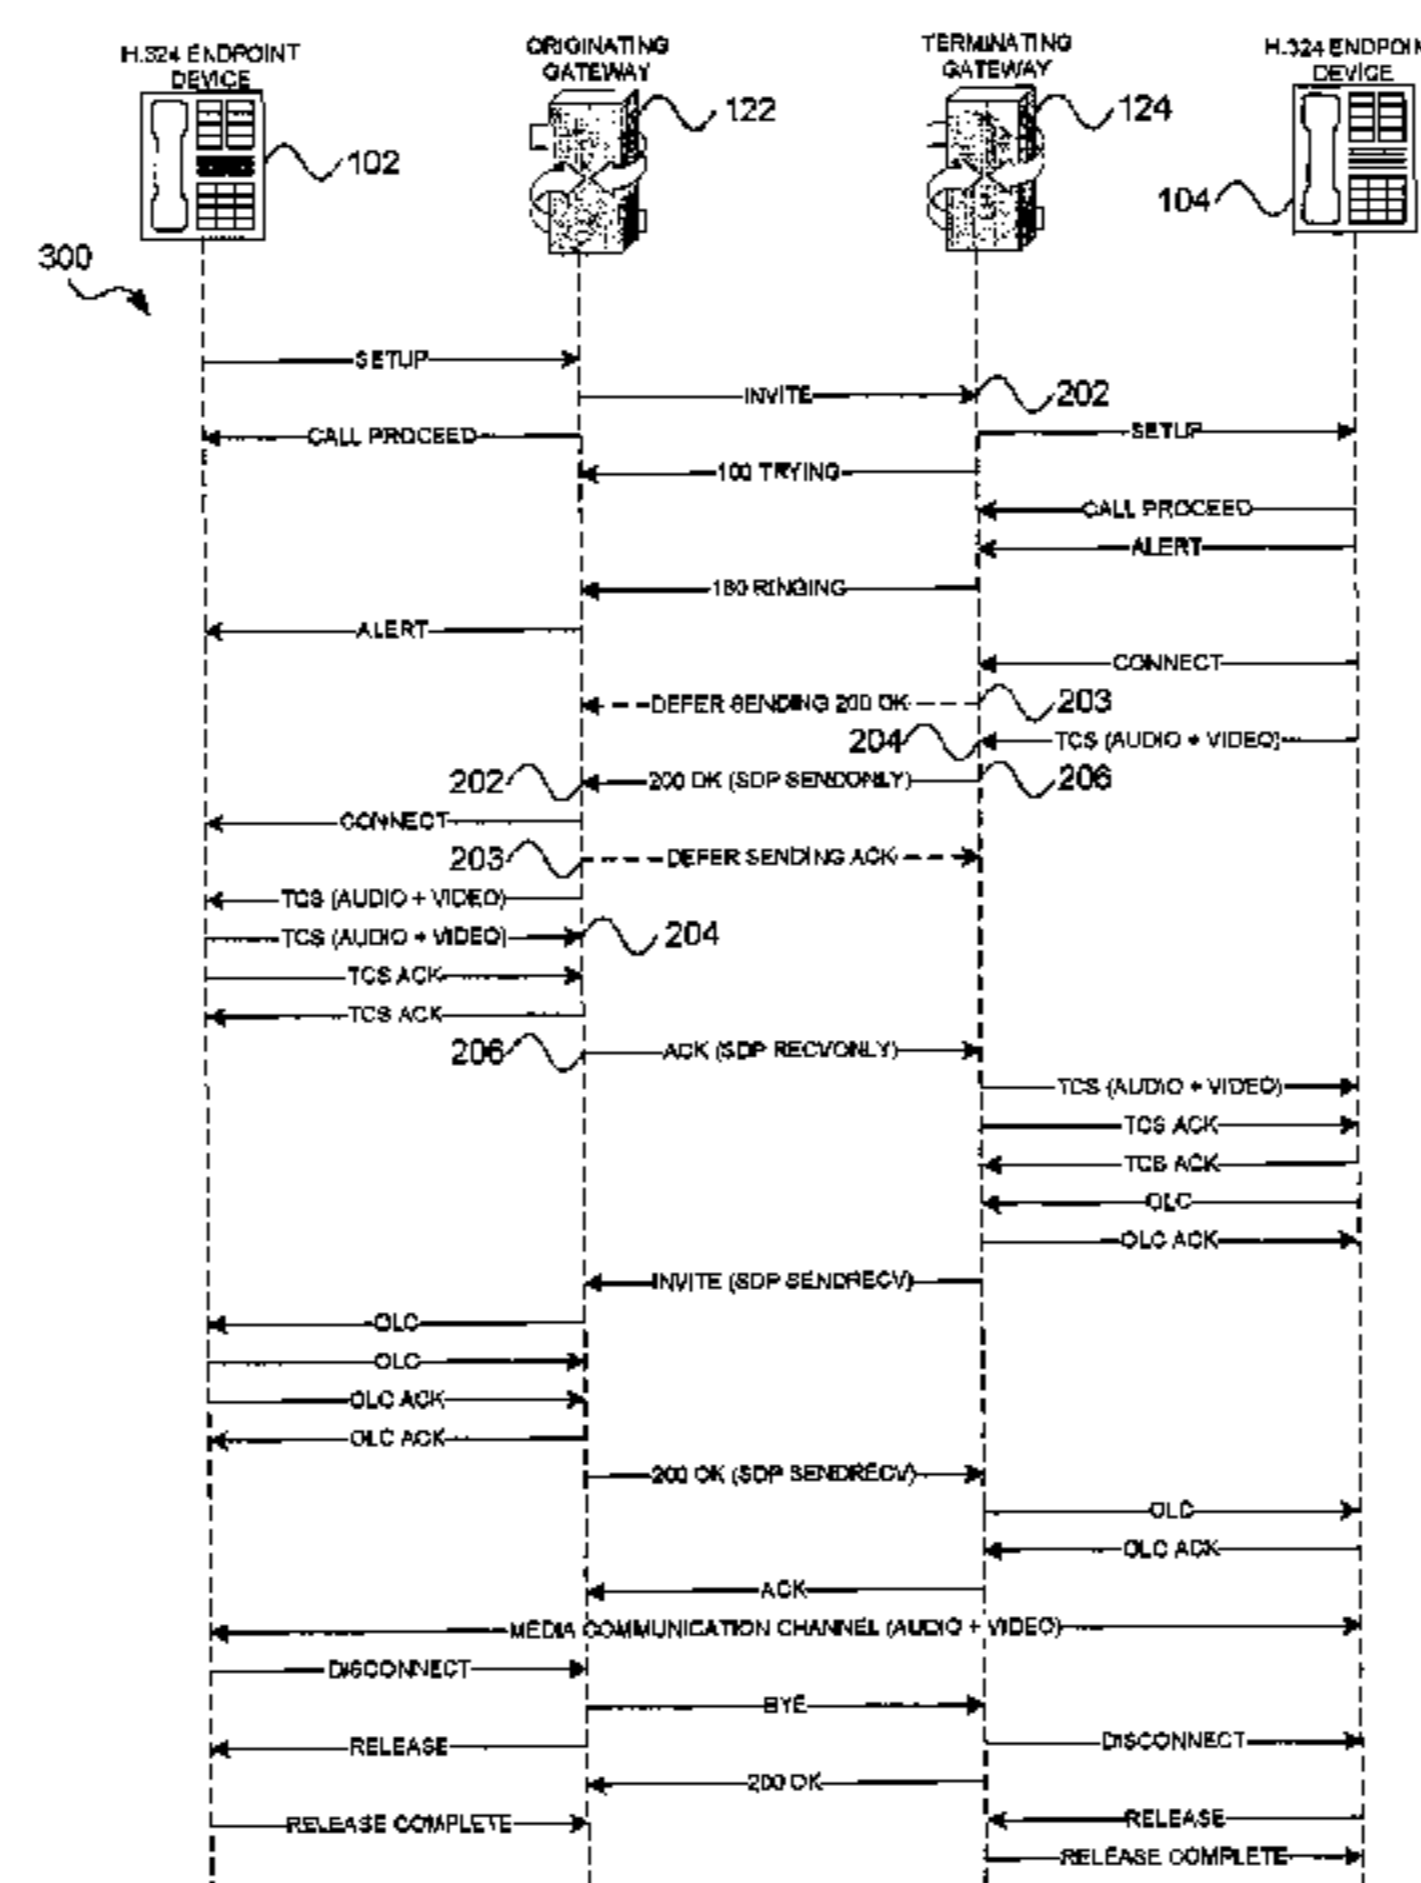 H.324 ENDPOINT
DEVICE
ORIGINATING
GATEWAY
TERMINATING
GATEWAY
H.324 ENDPOIN
DEVICE
122
124
102
104
300
SETUP
INVITE
202
CALL PROCEED
SETUP
100 TRYING
CALL PROCEED
ALERT
180 RINGING
ALERT
CONNECT
DEFER SENDING 200 OK
203
204
TCS (AUDIO + VIDEO)
202
200 OK (SDP SENDONLY)
206
CONNECT
203
DEFER SENDING ACK
TCS (AUDIO + VIDEO)
TCS (AUDIO + VIDEO)
204
TCS ACK
TCS ACK
206
ACK (SDP RECVONLY)
TCS (AUDIO + VIDEO)
TCS ACK
TCS ACK
OLC
OLC ACK
INVITE (SDP SENDRECV)
OLC
OLC
OLC ACK
OLC ACK
200 OK (SDP SENDRECV)
OLC
OLC ACK
ACK
MEDIA COMMUNICATION CHANNEL (AUDIO + VIDEO)
DISCONNECT
BYE
RELEASE
DISCONNECT
200 OK
RELEASE COMPLETE
RELEASE
RELEASE COMPLETE